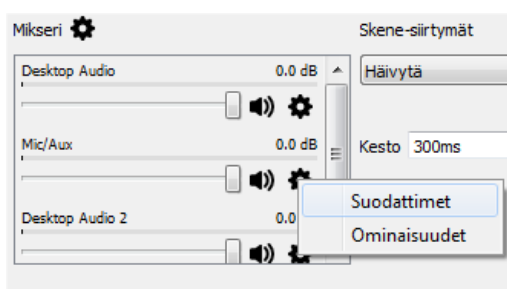 Mikseri
Skene-siirtymät
Desktop Audio 0.0 dB
Häivytä
Mic/Aux 0.0 dB
Kesto 300ms
Suodattimet
Desktop Audio 2 0.0
Ominaisuudet